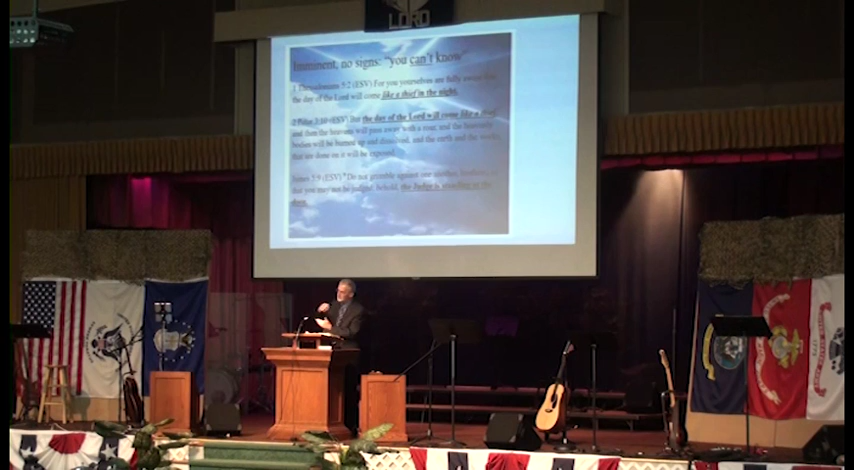 LORD
Imminent, no signs: "you can't know"
1 Thessalonians 5:2 (ESV) For you yourselves are fully aware that
the day of the Lord will come like a thief in the night.
2 Peter 3:10 (ESV) But the day of the Lord will come like a thief,
and then the heavens will pass away with a roar, and the heavenly
bodies will be burned up and dissolved, and the earth and the works
that are done on it will be exposed.
James 5:9 (ESV) Do not grumble against one another, brothers, so
that you may not be judged; behold, the Judge is standing at the
door.